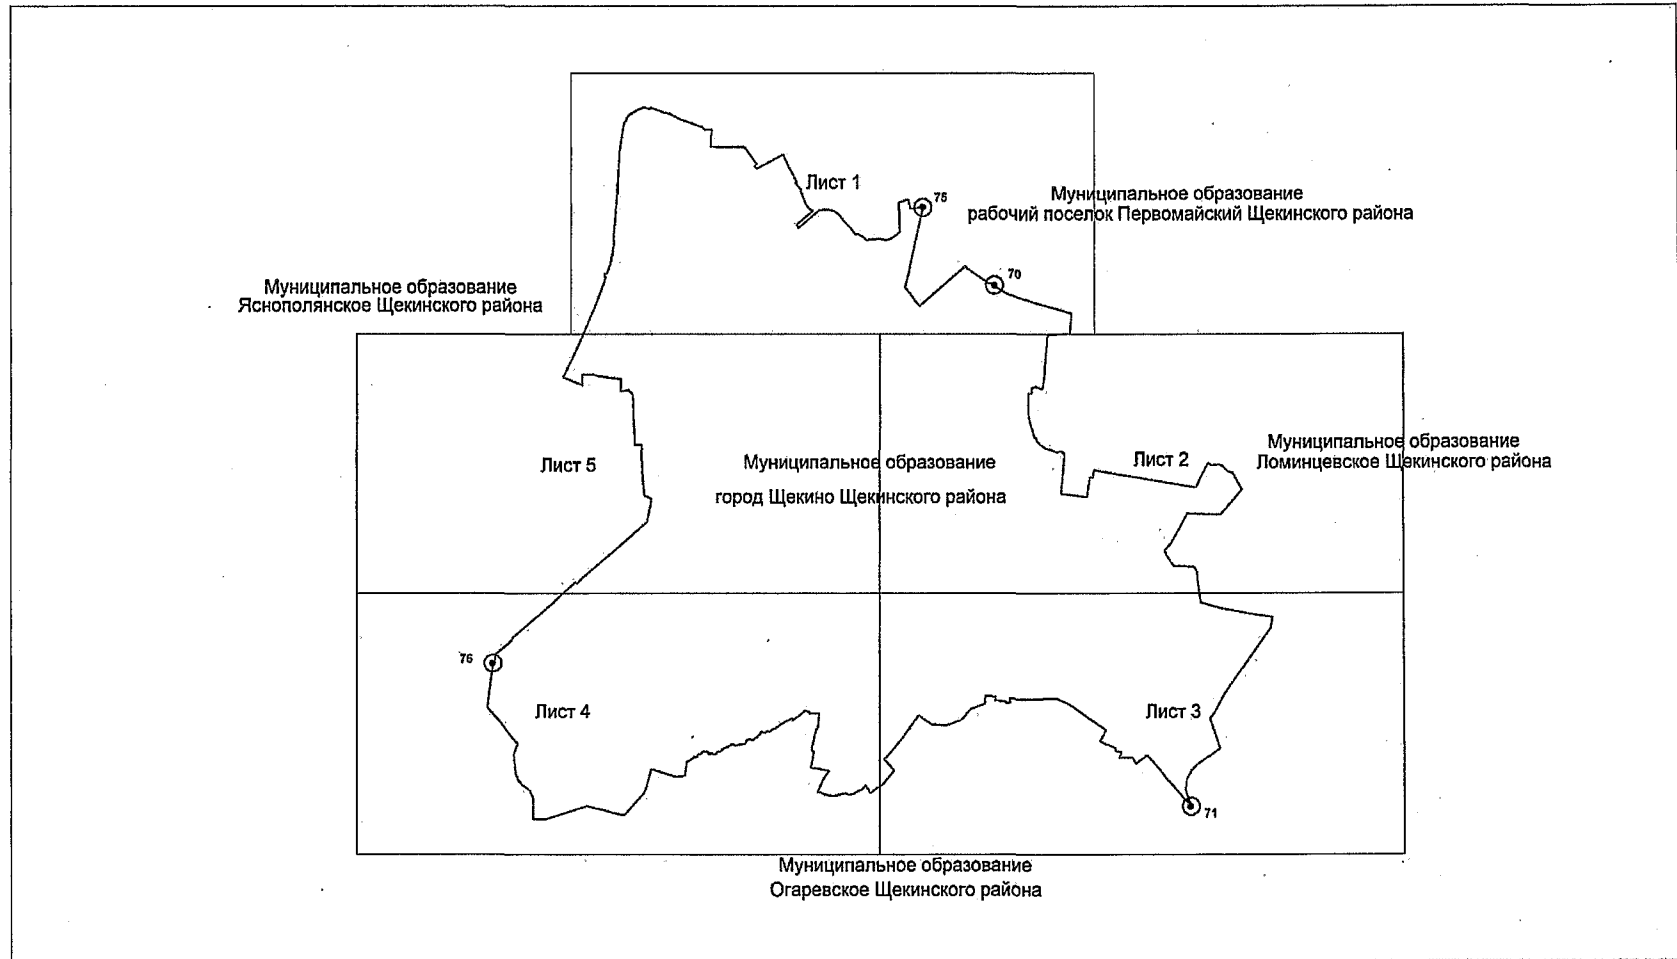 Лист 1
75
Муниципальное образование
рабочий поселок Первомайский Щекинского района
70
Муниципальное образование
Яснополянское Щекинского района
Лист 5
Муниципальное образование
город Щекино Щекинского района
Лист 2
Муниципальное образование
Ломинцевское Щекинского района
76
Лист 4
Лист 3
71
Муниципальное образование
Огаревское Щекинского района